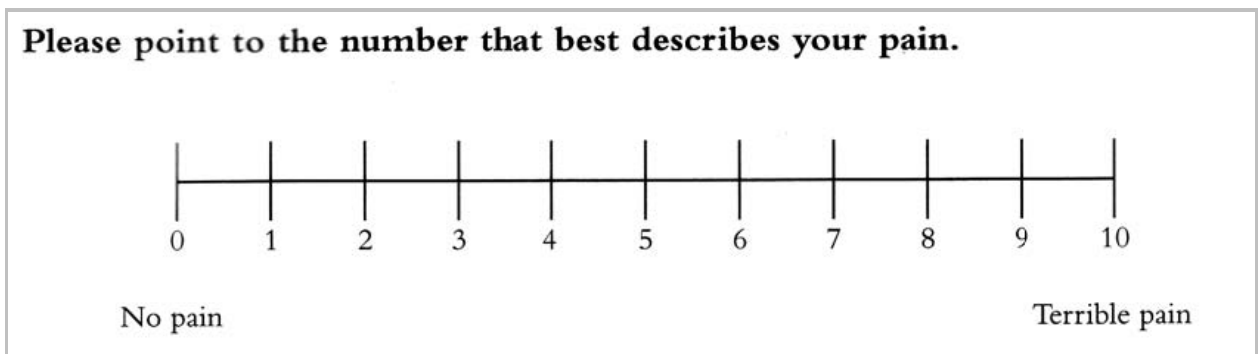 Please point to the number that best describes your pain.
0 1 2 3 4 5 6 7 8 9 10
No pain Terrible pain